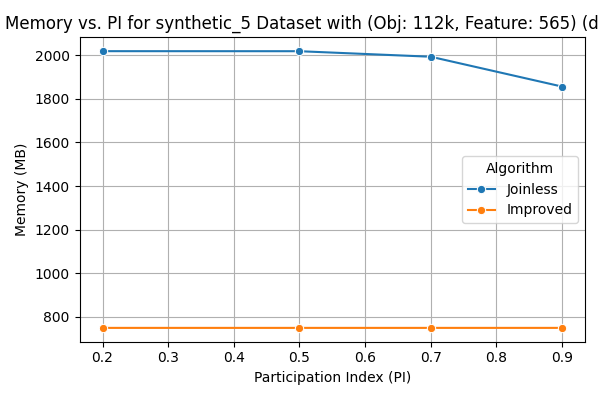 Memory vs. PI for synthetic_5 Dataset with (Obj: 112k, Feature: 565) (d
2000
1800
1600
1400
1200
1000
800
Memory (MB)
Algorithm
Joinless
Improved
0.2 0.3 0.4 0.5 0.6 0.7 0.8 0.9
Participation Index (PI)